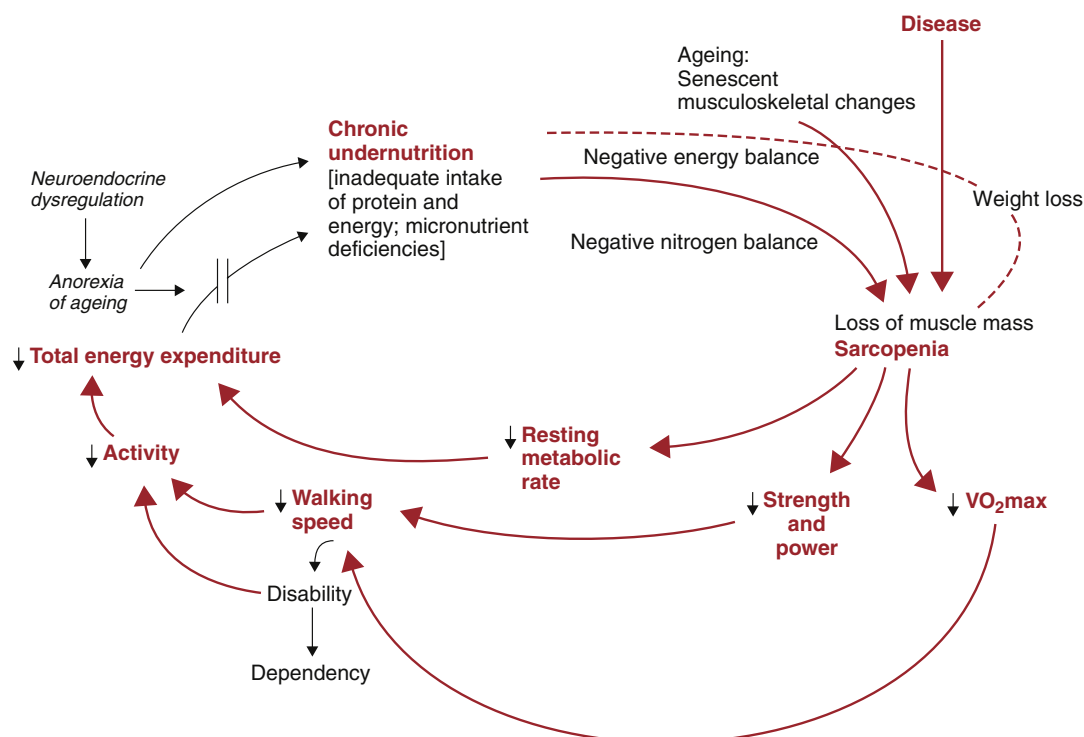 Disease
Ageing:
Senescent
musculoskeletal changes
Chronic
undernutrition
[inadequate intake
of protein and
energy; micronutrient
deficiencies]
Negative energy balance
Neuroendocrine
dysregulation
Weight loss
Negative nitrogen balance
Anorexia
of ageing
Loss of muscle mass
Sarcopenia
↓ Total energy expenditure
↓ Resting
metabolic
rate
↓ Activity
↓ Walking
speed
↓ Strength
and
power
↓ VO₂max
Disability
Dependency